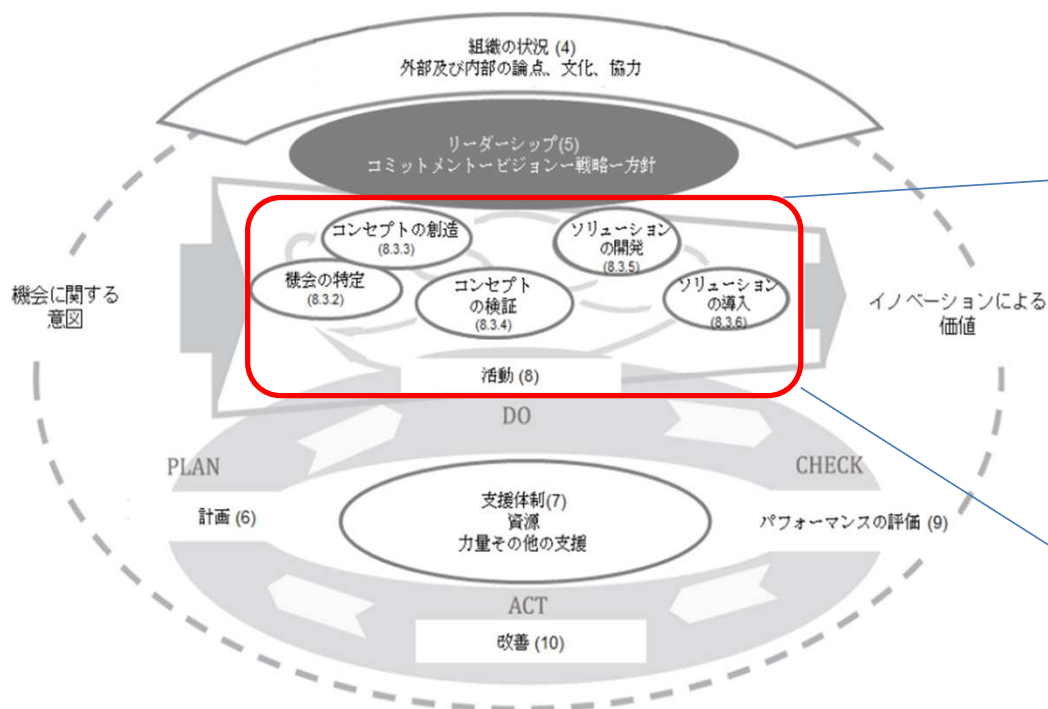 組織の状況 (4)
外部及び内部の論点、文化、協力
リーダーシップ(5)
コミットメントービジョンー戦略ー方針
コンセプトの創造
(8.3.3)
ソリューション
の開発
(8.3.5)
機会の特定
(8.3.2)
コンセプト
の検証
(8.3.4)
ソリューション
の導入
(8.3.6)
機会に関する
意図
イノベーションによる
価値
活動 (8)
DO
PLAN
CHECK
計画 (6)
支援体制(7)
資源
力量その他の支援
パフォーマンスの評価 (9)
ACT
改善 (10)